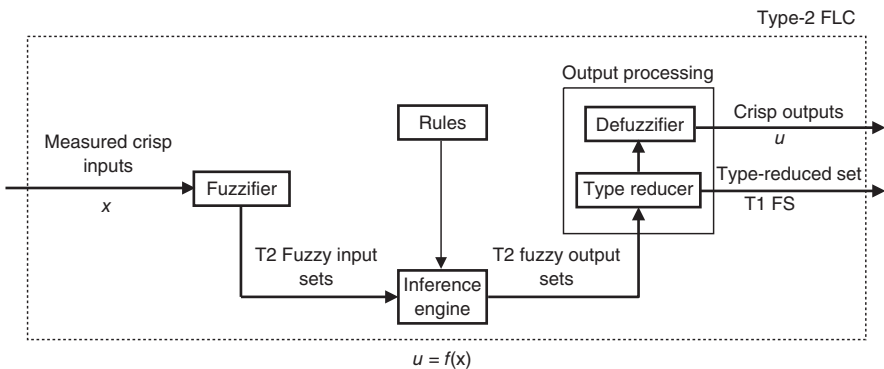 Type-2 FLC
Output processing
Measured crisp
inputs
x
Fuzzifier
Rules
Defuzzifier
Crisp outputs
u
Type reducer
Type-reduced set
T1 FS
T2 Fuzzy input
sets
Inference
engine
T2 fuzzy output
sets
u = f(x)